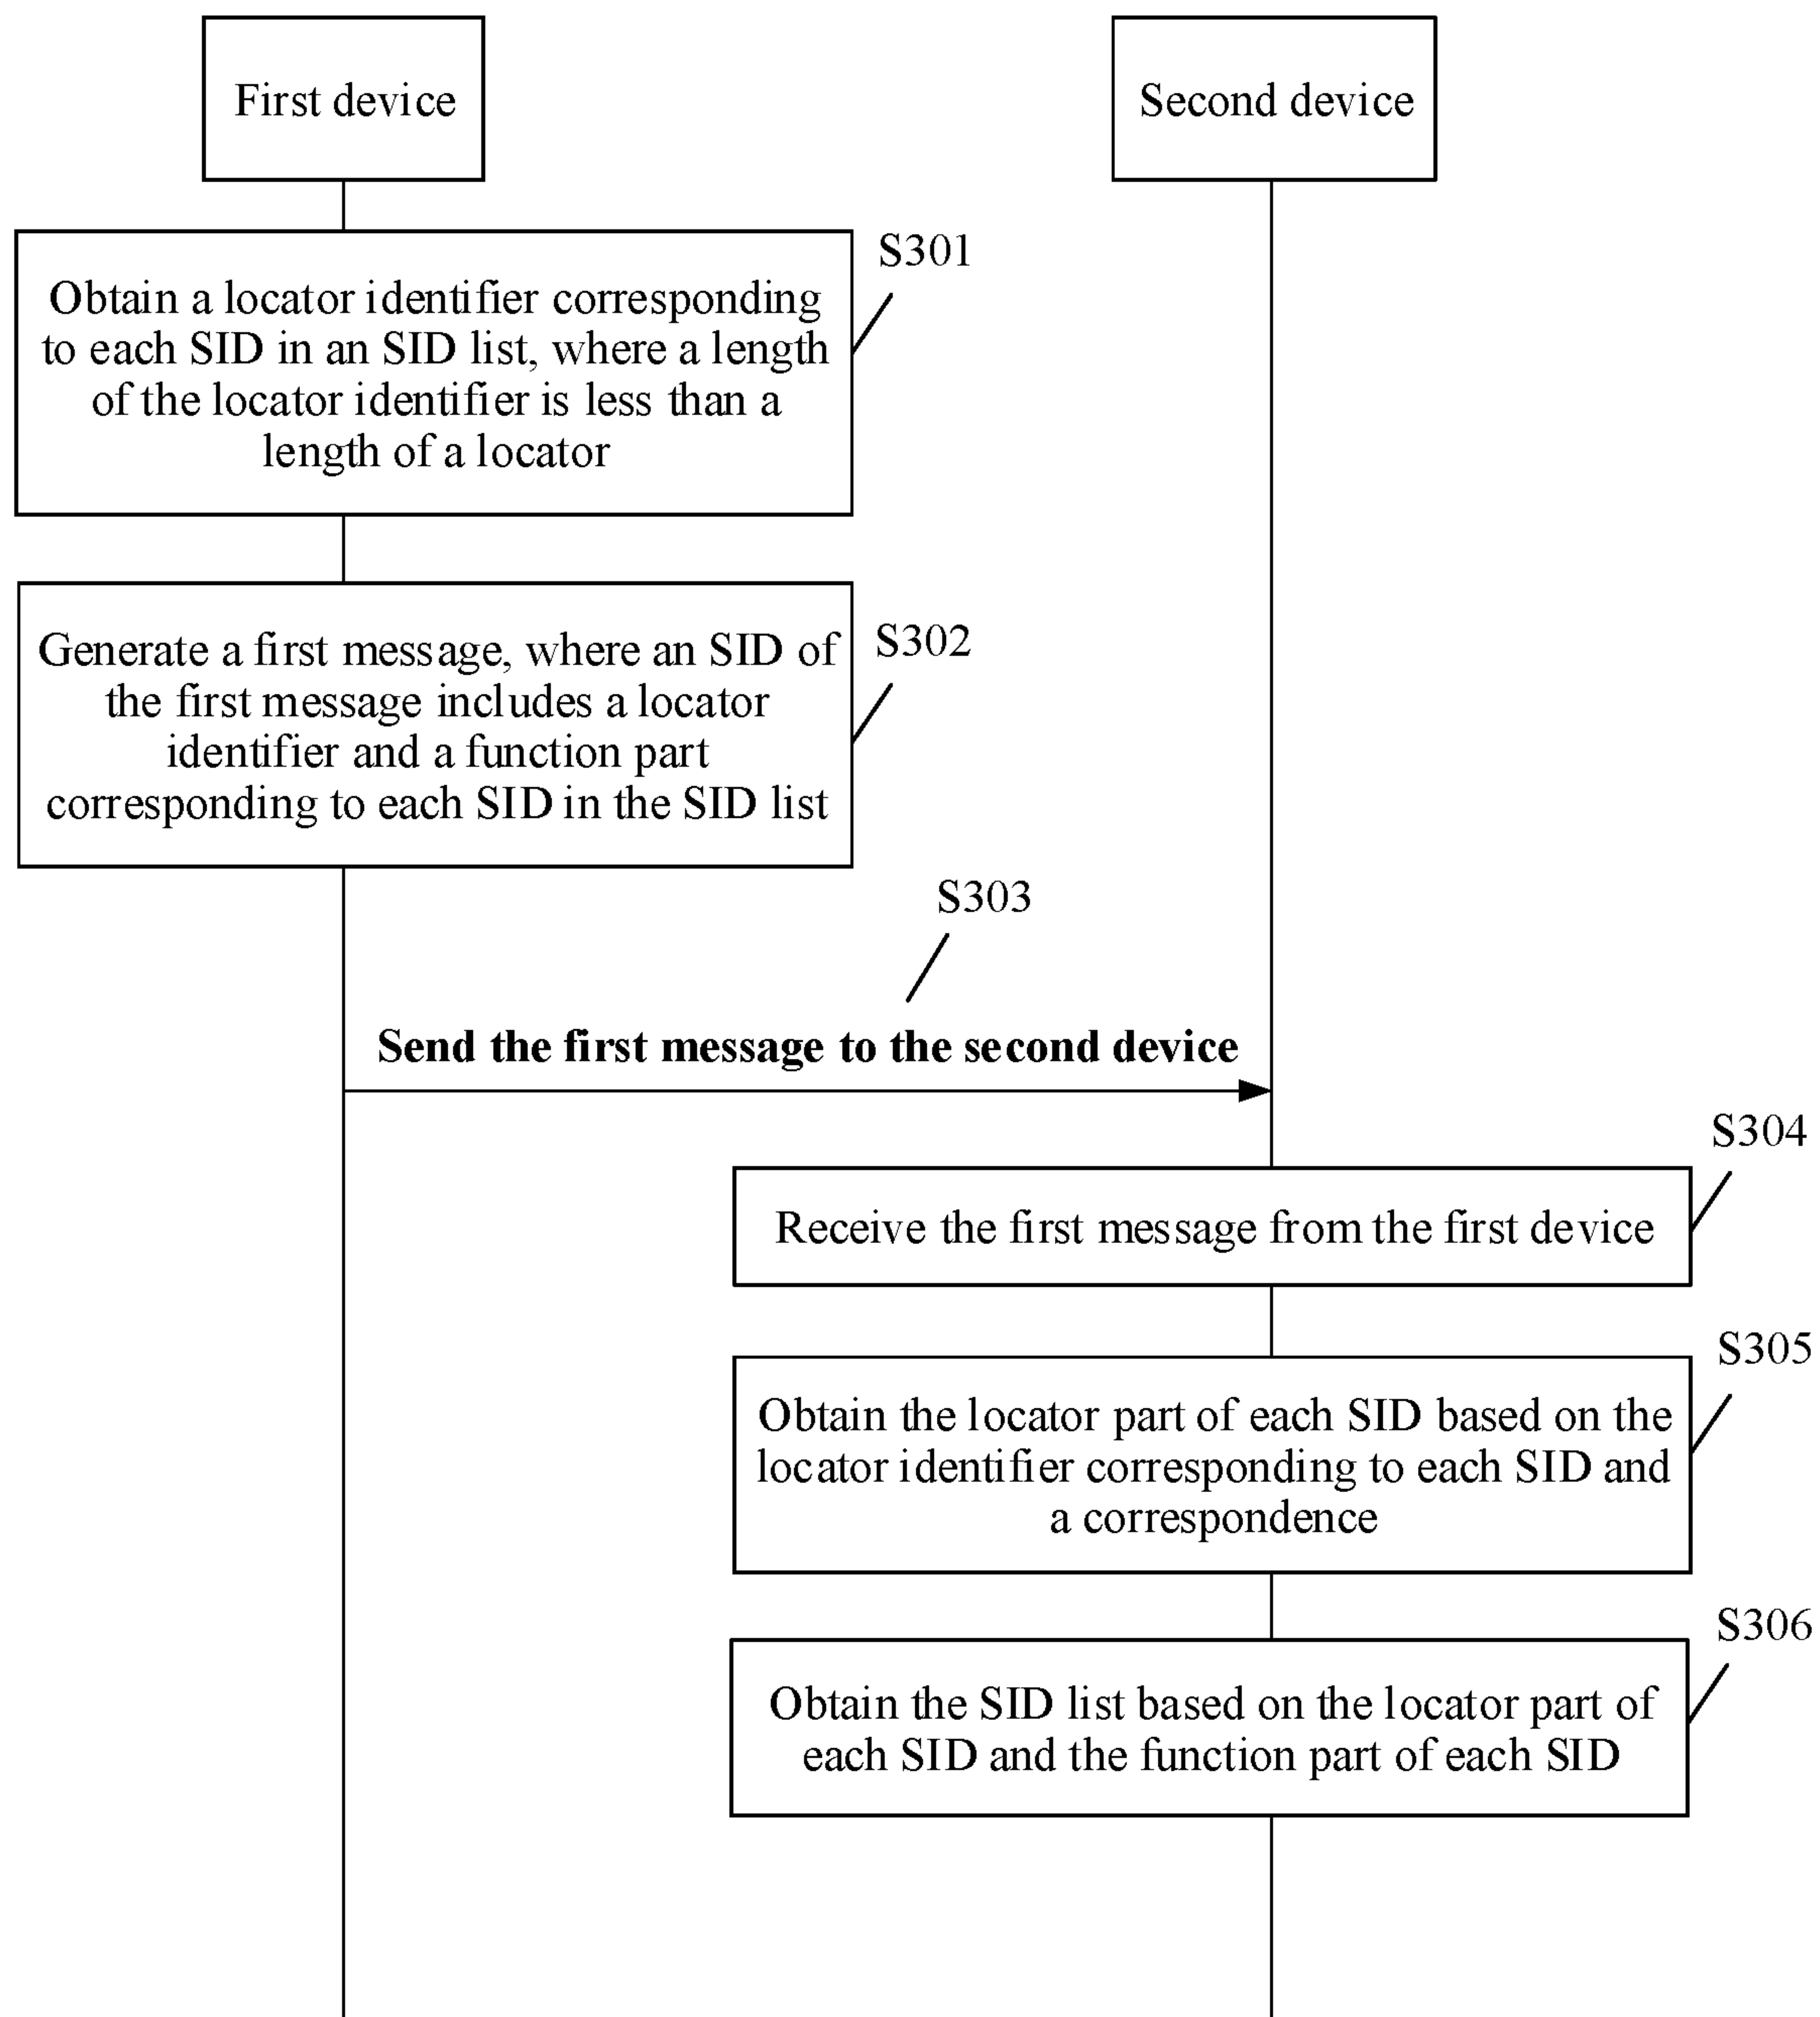 First device
Second device
S301
Obtain a locator identifier corresponding
to each SID in an SID list, where a length
of the locator identifier is less than a
length of a locator
S302
Generate a first message, where an SID of
the first message includes a locator
identifier and a function part
corresponding to each SID in the SID list
S303
Send the first message to the second device
S304
Receive the first message from the first device
S305
Obtain the locator part of each SID based on the
locator identifier corresponding to each SID and
a correspondence
S306
Obtain the SID list based on the locator part of
each SID and the function part of each SID